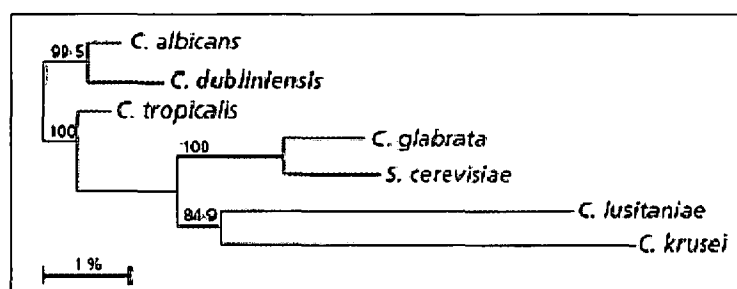 C. albicans
99·5
C. dubliniensis
C. tropicalis
100
100
C. glabrata
S. cerevisiae
84·9
C. lusitaniae
C. krusei
1 %